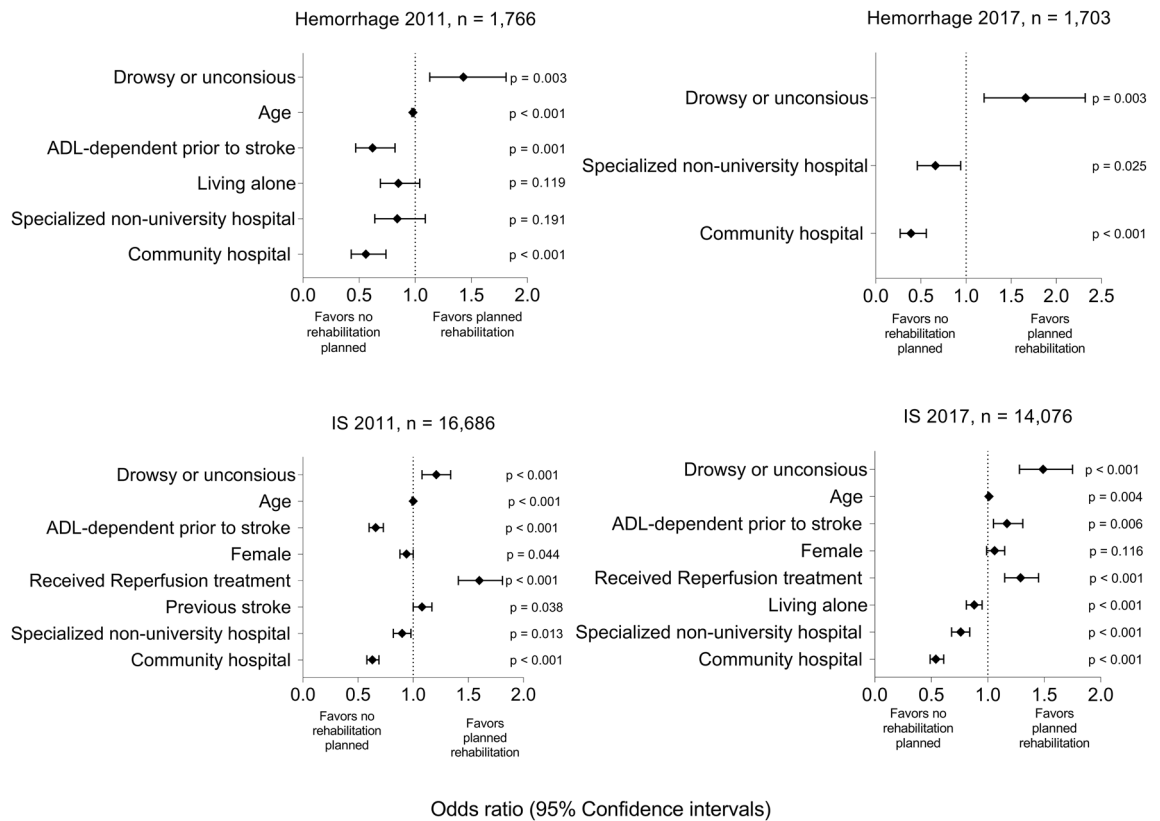 Hemorrhage 2011, n = 1,766
Drowsy or unconsious
p = 0.003
Age
p < 0.001
ADL-dependent prior to stroke
p = 0.001
Living alone
p = 0.119
Specialized non-university hospital
p = 0.191
Community hospital
p < 0.001
0.0 0.5 1.0 1.5 2.0
Favors no
rehabilitation
planned
Favors planned
rehabilitation
Hemorrhage 2017, n = 1,703
Drowsy or unconsious
p = 0.003
Specialized non-university hospital
p = 0.025
Community hospital
p < 0.001
0.0 0.5 1.0 1.5 2.0 2.5
Favors no
rehabilitation
planned
Favors
planned
rehabilitation
IS 2011, n = 16,686
Drowsy or unconsious
p < 0.001
Age
p < 0.001
ADL-dependent prior to stroke
p < 0.001
Female
p = 0.044
Received Reperfusion treatment
p < 0.001
Previous stroke
p = 0.038
Specialized non-university hospital
p = 0.013
Community hospital
p < 0.001
0.0 0.5 1.0 1.5 2.0
Favors no
rehabilitation
planned
Favors
planned
rehabilitation
IS 2017, n = 14,076
Drowsy or unconsious
p < 0.001
Age
p = 0.004
ADL-dependent prior to stroke
p = 0.006
Female
p = 0.116
Received Reperfusion treatment
p < 0.001
Living alone
p < 0.001
Specialized non-university hospital
p < 0.001
Community hospital
p < 0.001
0.0 0.5 1.0 1.5 2.0
Favors no
rehabilitation
planned
Favors
planned
rehabilitation
Odds ratio (95% Confidence intervals)